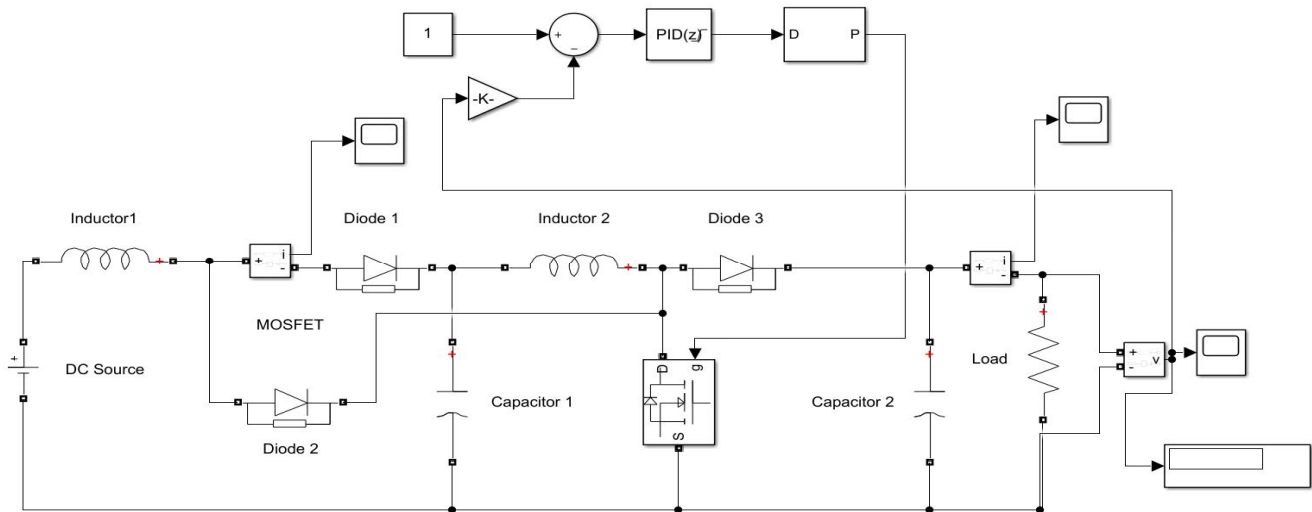 1
+
−
PID(z)
D
P
-K-
Inductor1
Diode 1
Inductor 2
Diode 3
+
i
-
+
i
-
MOSFET
DC Source
+
D
g
S
Load
+
v
-
Capacitor 1
Capacitor 2
Diode 2